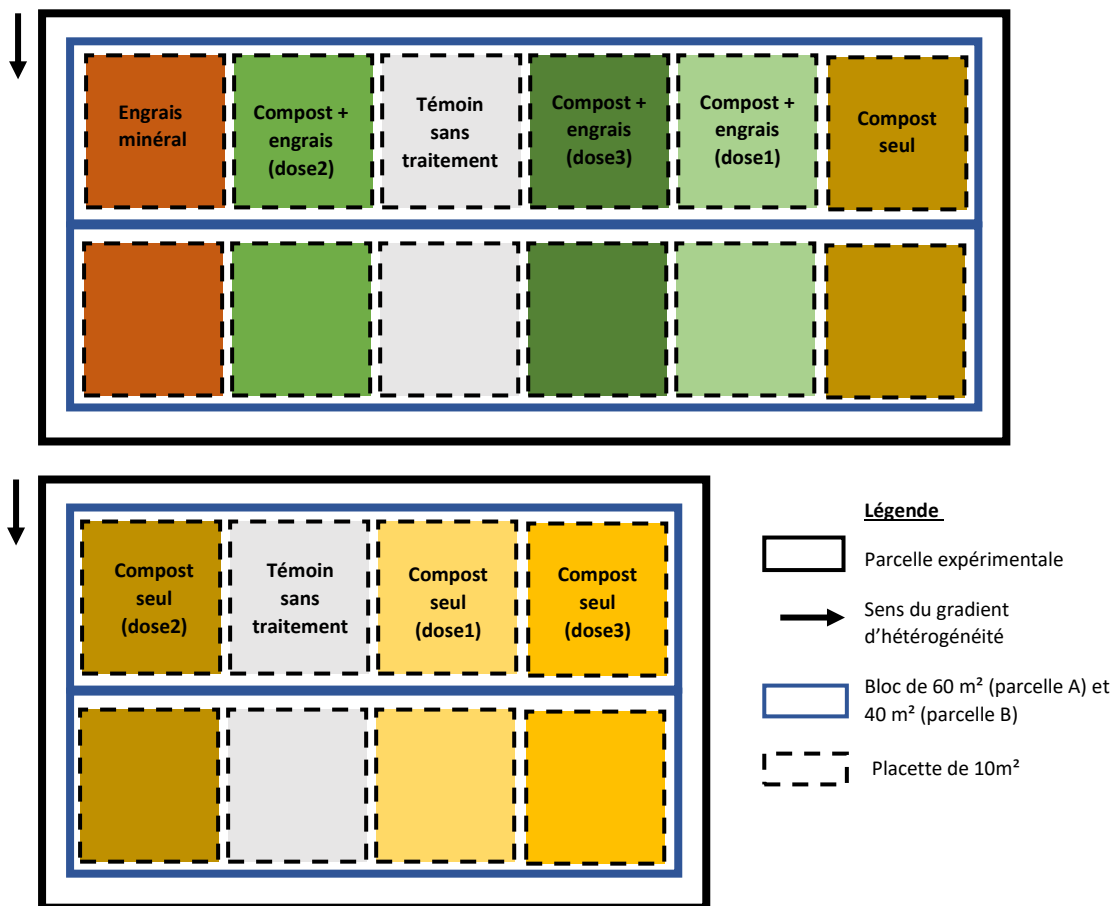 Engrais
minéral
Compost +
engrais
(dose2)
Témoin
sans
traitement
Compost +
engrais
(dose3)
Compost +
engrais
(dose1)
Compost
seul
Compost
seul
(dose2)
Témoin
sans
traitement
Compost
seul
(dose1)
Compost
seul
(dose3)
Légende
Parcelle expérimentale
Sens du gradient
d’hétérogénéité
Bloc de 60 m² (parcelle A) et
40 m² (parcelle B)
Placette de 10m²